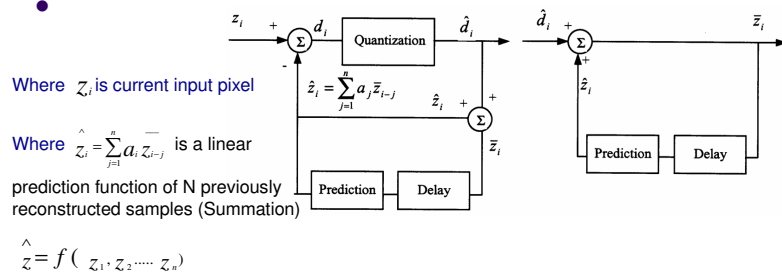 Where z_i is current input pixel
Where ẑ_i = Σ_{j=1}^{n} a_i z̅_{i-j} is a linear
prediction function of N previously
reconstructed samples (Summation)
ẑ = f( z_1, z_2 ..... z_n)
z_i + Σ d_i Quantization d̂_i
-
ẑ_i = Σ_{j=1}^{n} a_j z̅_{i-j} ẑ_i + +
Σ
z̅_i
Prediction Delay
d̂_i + Σ z̅_i
+
ẑ_i
Prediction Delay